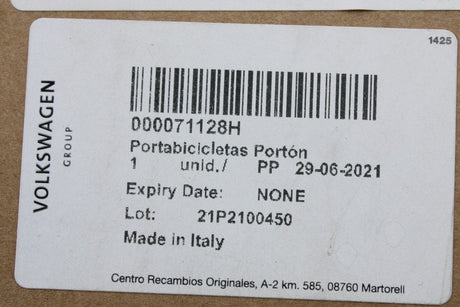 1425
VOLKSWAGEN
GROUP
000071128H
Portabicicletas Portón
1 unid./ PP 29-06-2021
Expiry Date: NONE
Lot: 21P2100450
Made in Italy
Centro Recambios Originales, A-2 km. 585, 08760 Martorell